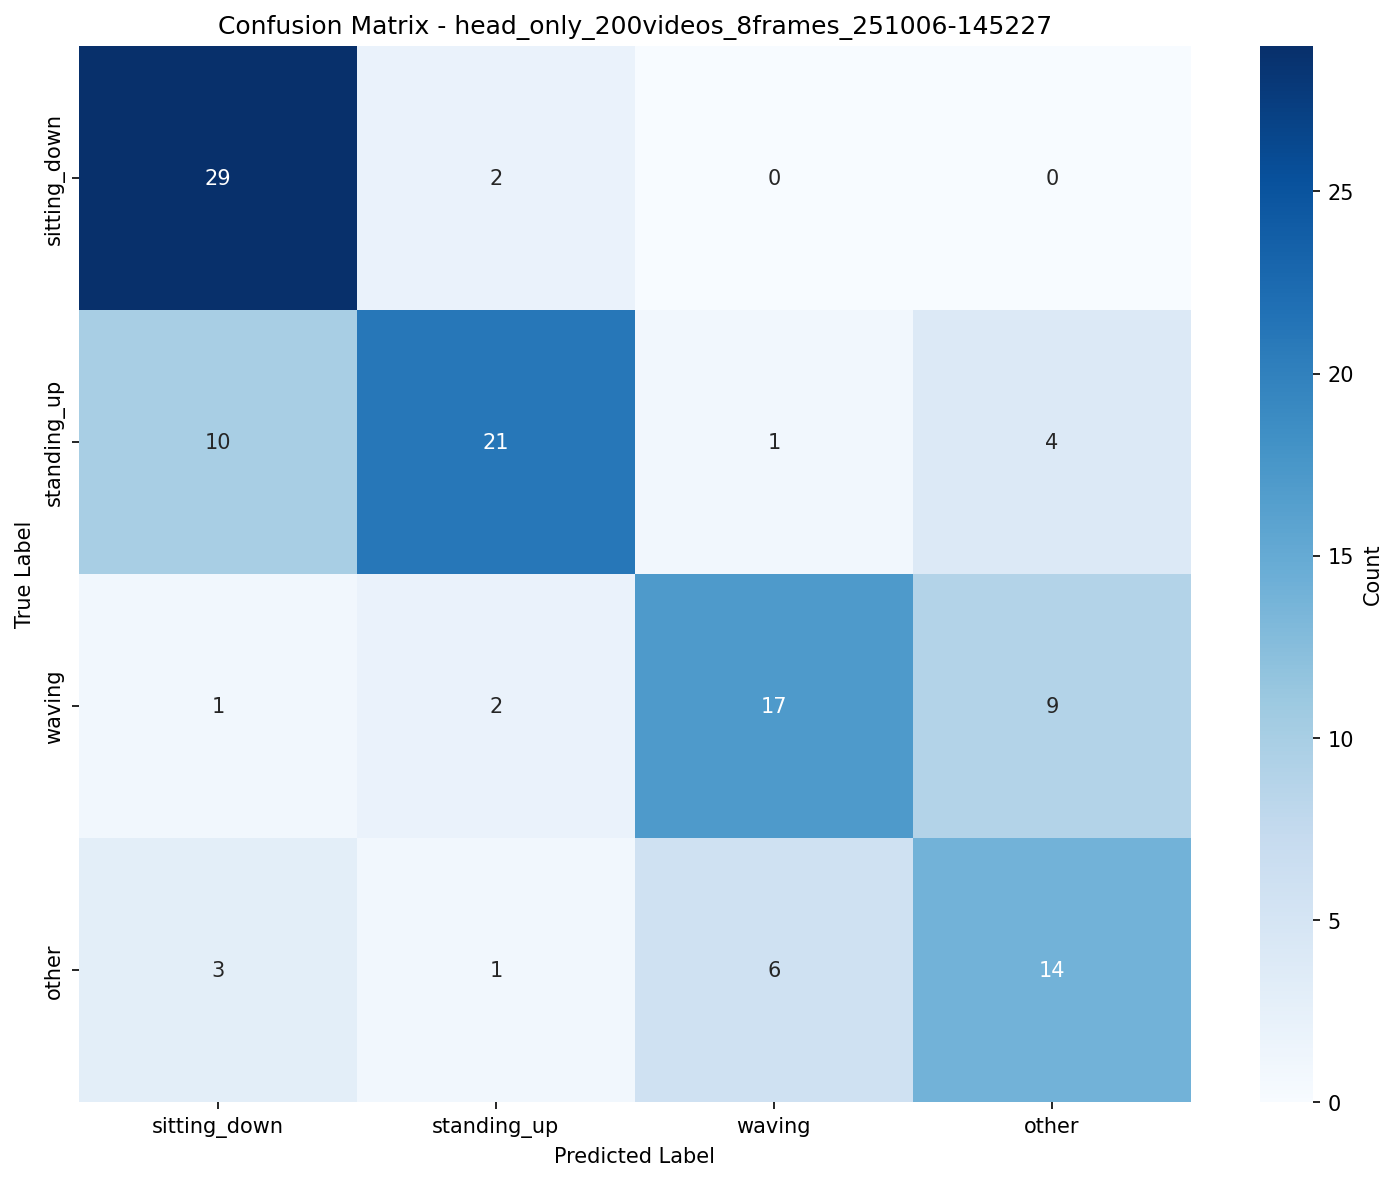 Confusion Matrix - head_only_200videos_8frames_251006-145227
True Label
sitting_down
29 2 0 0
standing_up
10 21 1 4
waving
1 2 17 9
other
3 1 6 14
sitting_down standing_up waving other
Predicted Label
25
20
15
10
5
0
Count